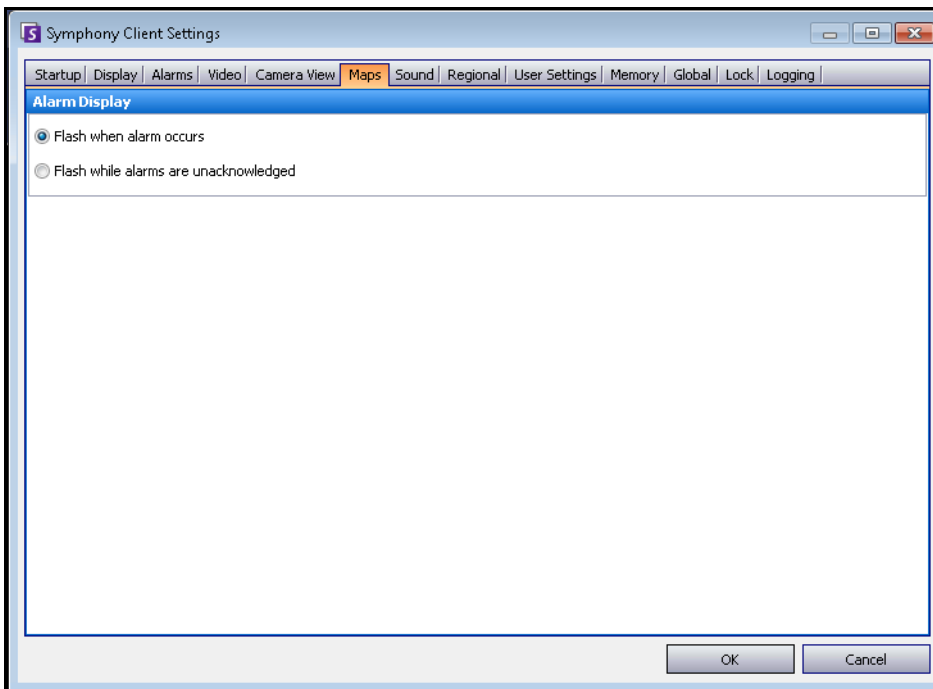 Symphony Client Settings
Startup Display Alarms Video Camera View Maps Sound Regional User Settings Memory Global Lock Logging
Alarm Display
Flash when alarm occurs
Flash while alarms are unacknowledged
OK Cancel